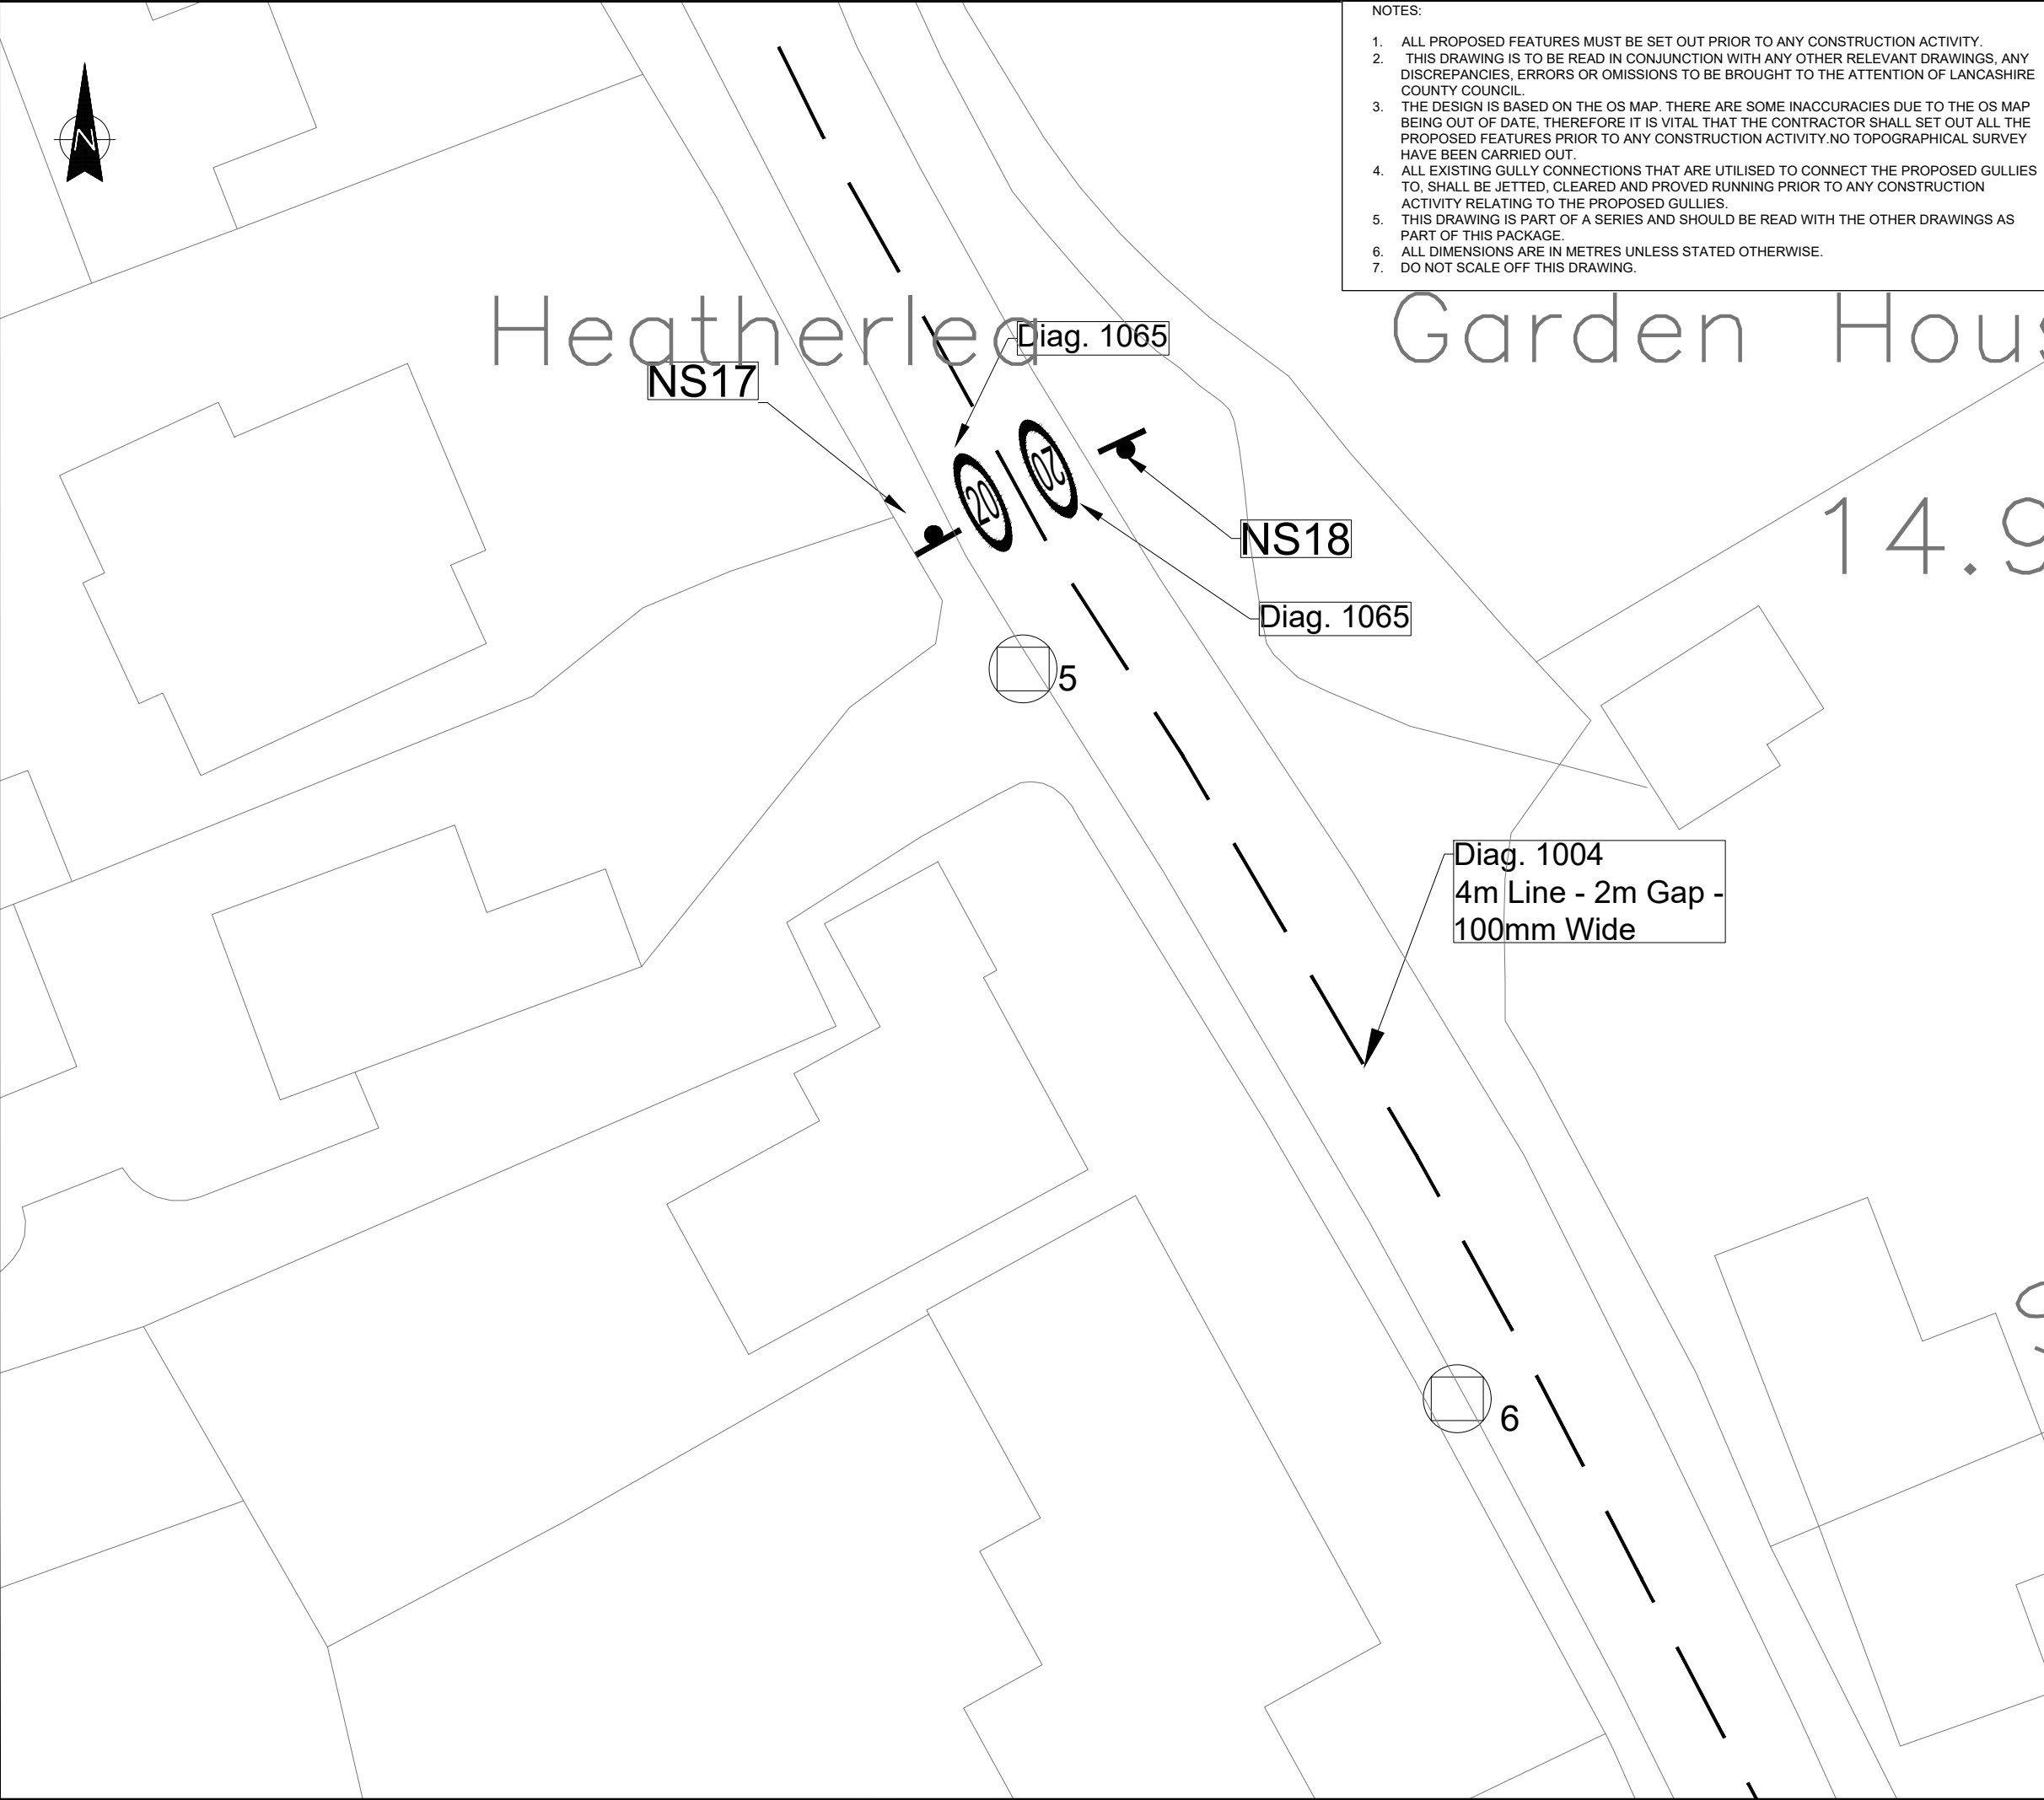 NOTES:
1. ALL PROPOSED FEATURES MUST BE SET OUT PRIOR TO ANY CONSTRUCTION ACTIVITY.
2. THIS DRAWING IS TO BE READ IN CONJUNCTION WITH ANY OTHER RELEVANT DRAWINGS, ANY
DISCREPANCIES, ERRORS OR OMISSIONS TO BE BROUGHT TO THE ATTENTION OF LANCASHIRE
COUNTY COUNCIL.
3. THE DESIGN IS BASED ON THE OS MAP. THERE ARE SOME INACCURACIES DUE TO THE OS MAP
BEING OUT OF DATE, THEREFORE IT IS VITAL THAT THE CONTRACTOR SHALL SET OUT ALL THE
PROPOSED FEATURES PRIOR TO ANY CONSTRUCTION ACTIVITY.NO TOPOGRAPHICAL SURVEY
HAVE BEEN CARRIED OUT.
4. ALL EXISTING GULLY CONNECTIONS THAT ARE UTILISED TO CONNECT THE PROPOSED GULLIES
TO, SHALL BE JETTED, CLEARED AND PROVED RUNNING PRIOR TO ANY CONSTRUCTION
ACTIVITY RELATING TO THE PROPOSED GULLIES.
5. THIS DRAWING IS PART OF A SERIES AND SHOULD BE READ WITH THE OTHER DRAWINGS AS
PART OF THIS PACKAGE.
6. ALL DIMENSIONS ARE IN METRES UNLESS STATED OTHERWISE.
7. DO NOT SCALE OFF THIS DRAWING.
N
Heatherlea
Garden Hous
Diag. 1065
NS17
20
20
NS18
14.9
Diag. 1065
5
Diag. 1004
4m Line - 2m Gap -
100mm Wide
6